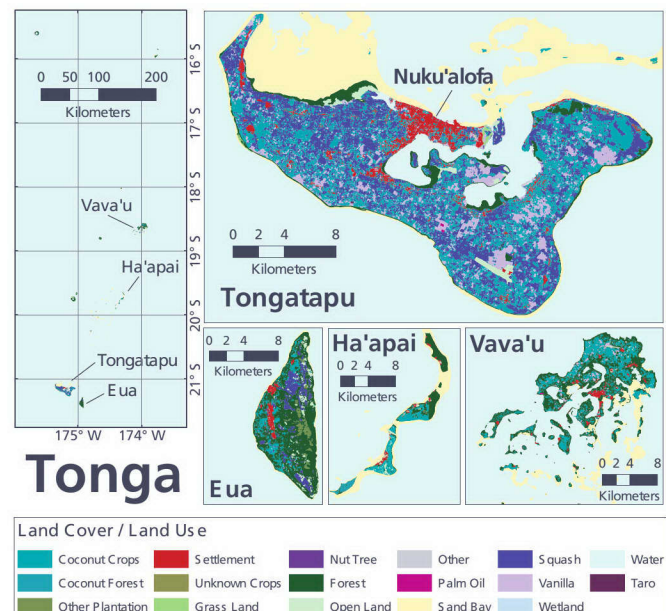 16° S
0 50 100 200
Kilometers
17° S
18° S
Vava'u
19° S
Ha'apai
20° S
Tongatapu
21° S
Eua
175° W 174° W
Tonga
Nuku'alofa
0 2 4 8
Kilometers
Tongatapu
0 2 4 8
Kilometers
Eua
Ha'apai
0 2 4 8
Kilometers
Vava'u
0 2 4 8
Kilometers
Land Cover / Land Use
Coconut Crops Settlement Nut Tree Other Squash Water
Coconut Forest Unknown Crops Forest Palm Oil Vanilla Taro
Other Plantation Grass Land Open Land Sand Bay Wetland